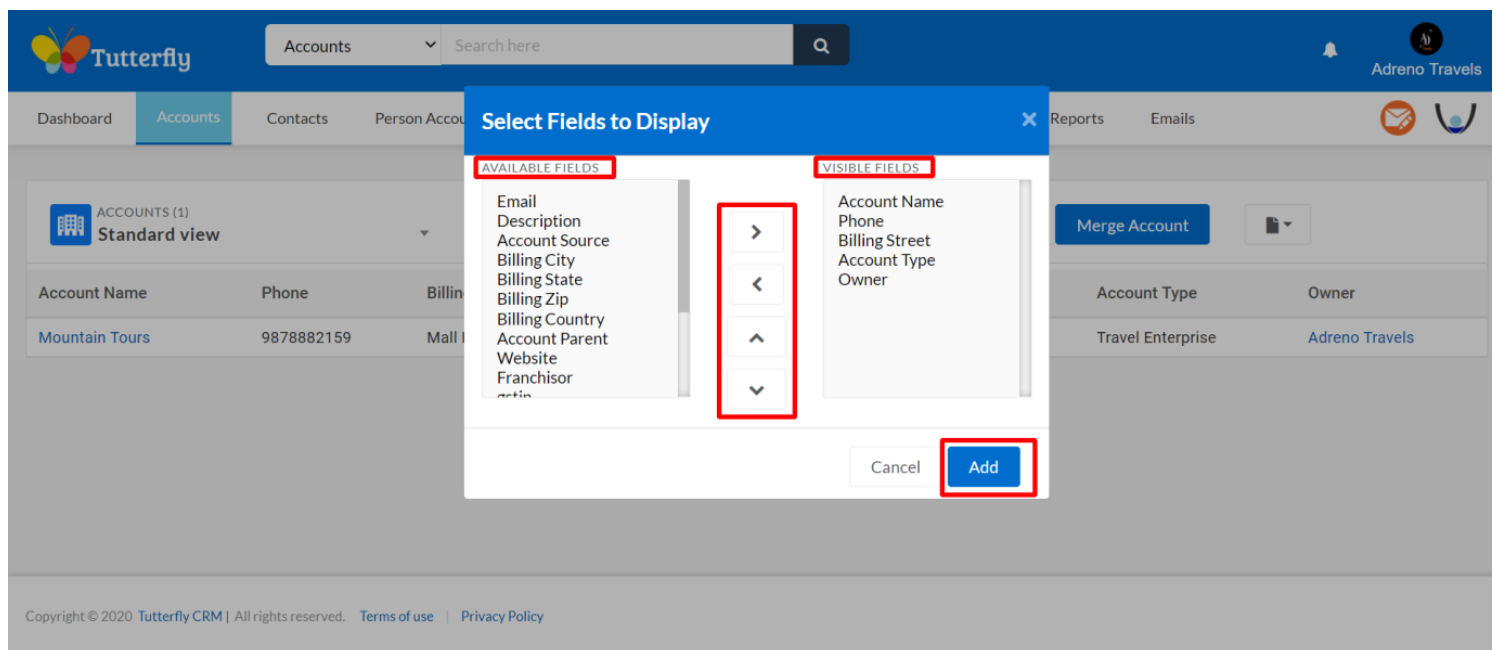 Tutterfly
Accounts
Search here
Adreno Travels
Dashboard
Accounts
Contacts
Person Accou
Reports
Emails
Select Fields to Display
AVAILABLE FIELDS
Email
Description
Account Source
Billing City
Billing State
Billing Zip
Billing Country
Account Parent
Website
Franchisor
gstin
VISIBLE FIELDS
Account Name
Phone
Billing Street
Account Type
Owner
Cancel
Add
ACCOUNTS (1)
Standard view
Merge Account
Account Name
Phone
Billin
Account Type
Owner
Mountain Tours
9878882159
Mall
Travel Enterprise
Adreno Travels
Copyright © 2020 Tutterfly CRM | All rights reserved. Terms of use | Privacy Policy